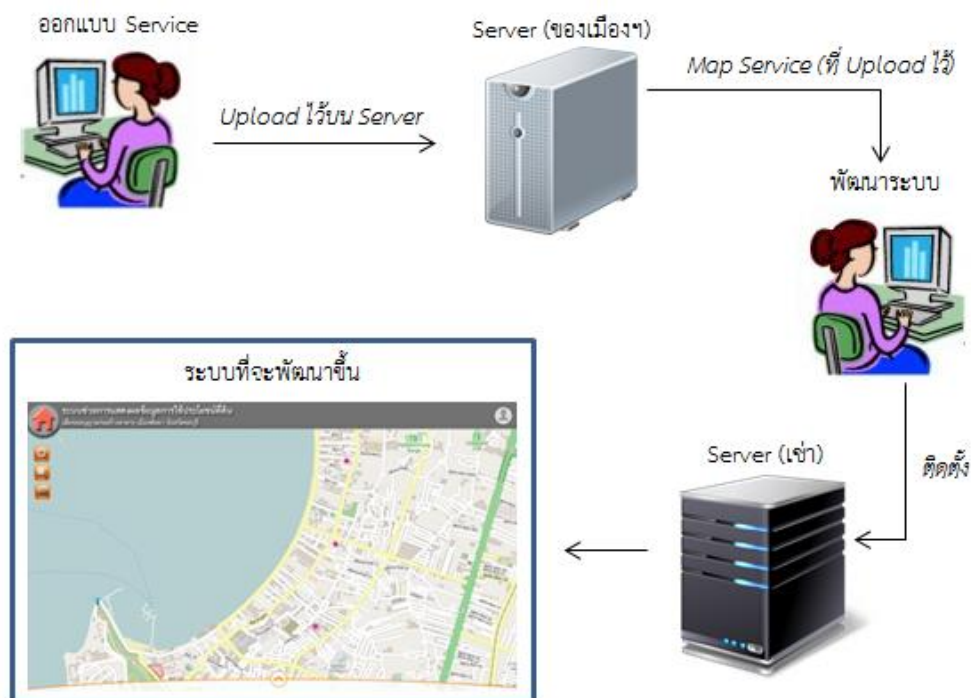 ออกแบบ Service
Server (ของเมืองฯ)
Map Service (ที่ Upload ไว้)
Upload ไว้บน Server
พัฒนาระบบ
ระบบที่จะพัฒนาขึ้น
Server (เช่า)
ติดตั้ง